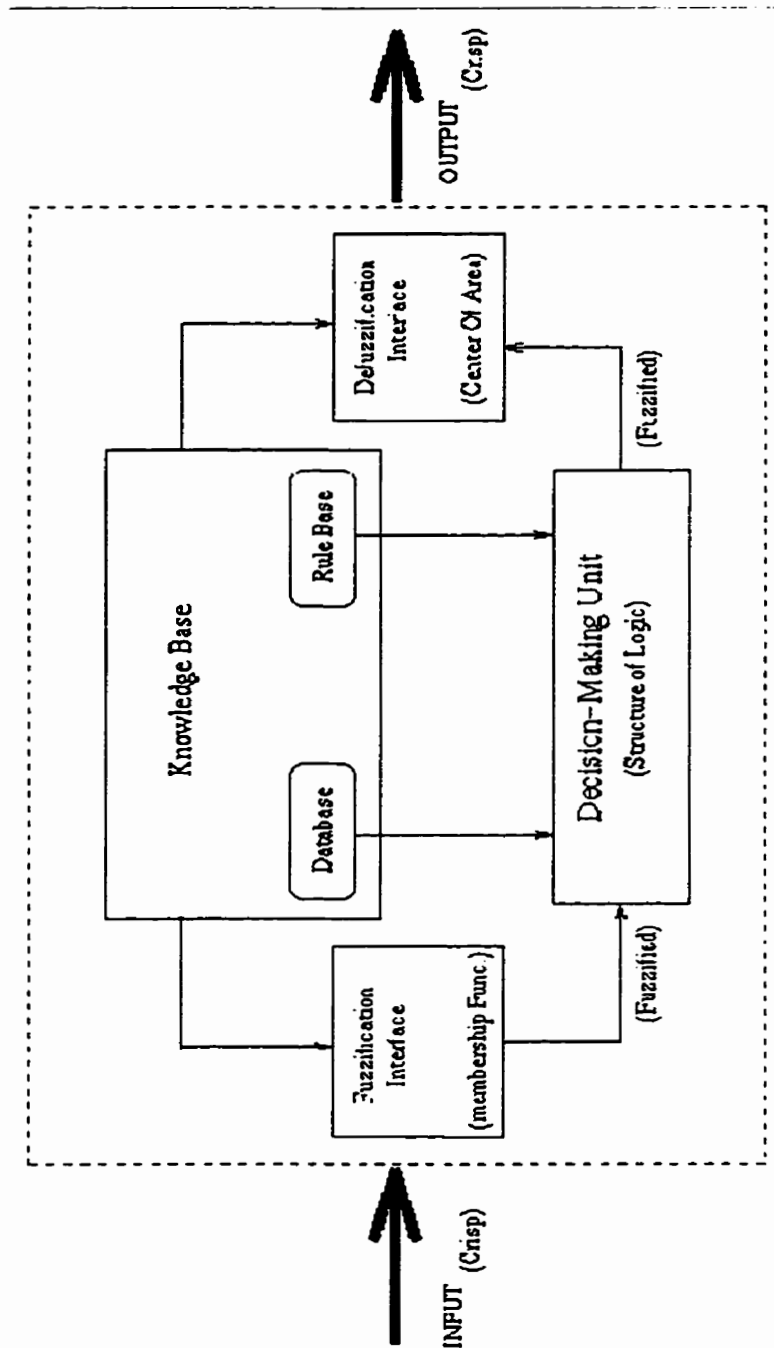 INPUT
(Crisp)
Fuzzification
Interface
(membership Func.)
(Fuzzified)
Knowledge Base
Database
Rule Base
Decision-Making Unit
(Structure of Logic)
(Fuzzified)
Defuzzification
Interface
(Center Of Area)
OUTPUT
(Crisp)